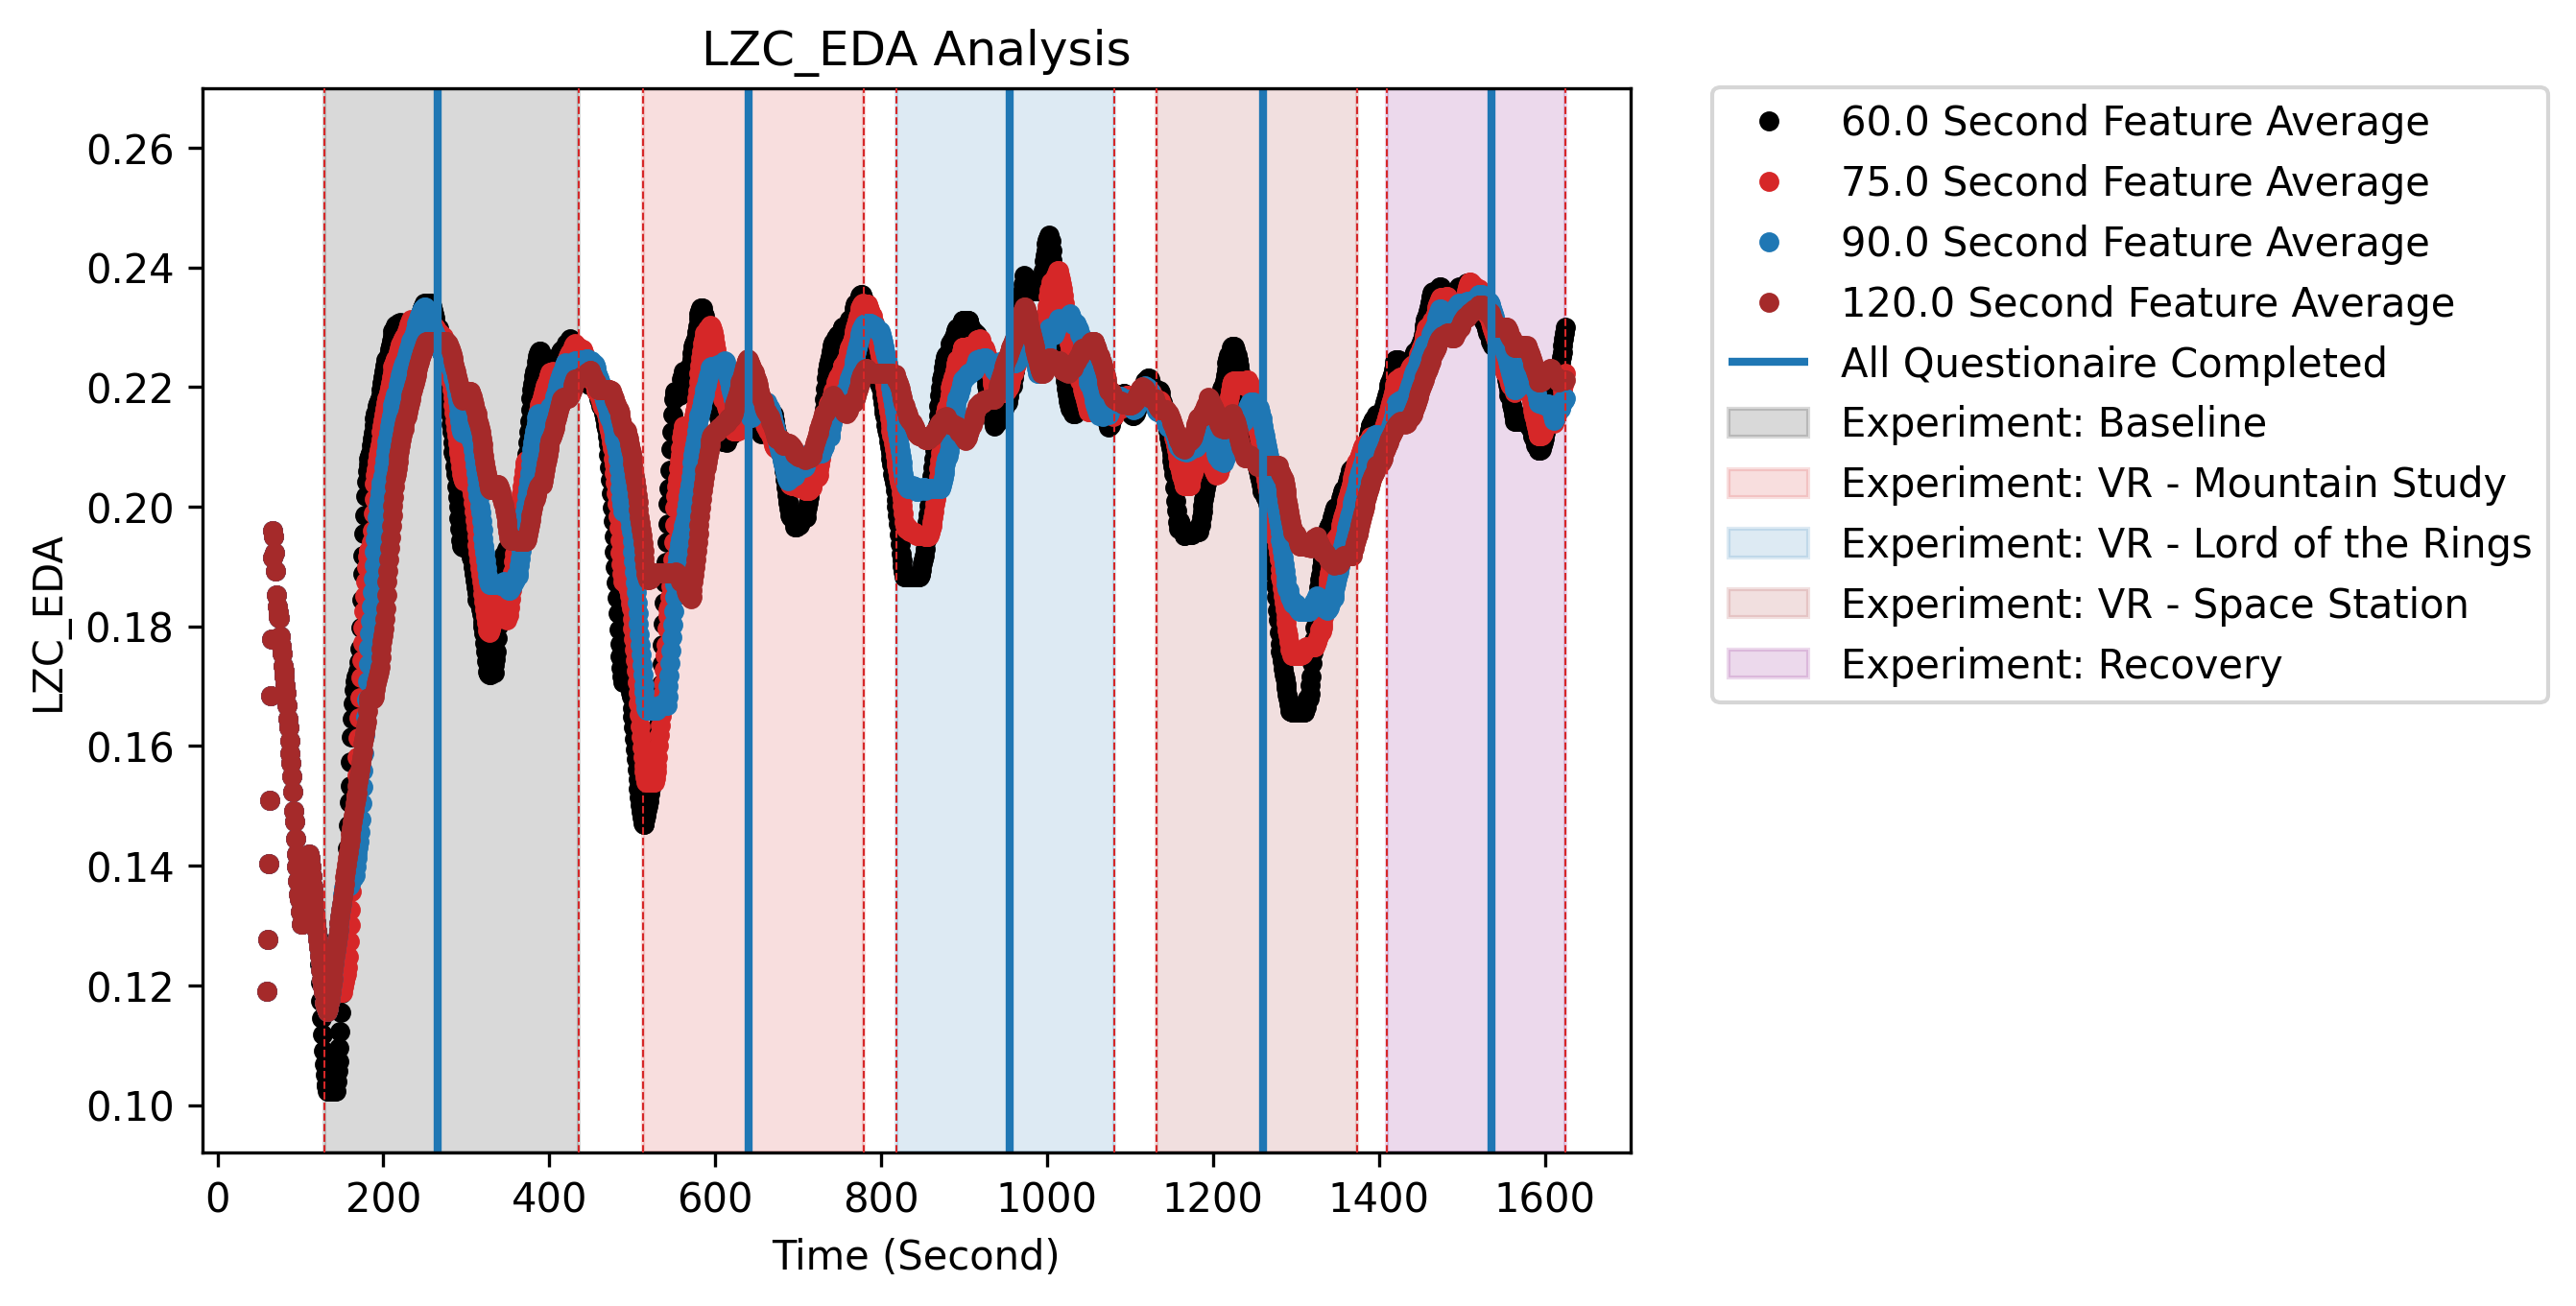 LZC_EDA Analysis
0.26
0.24
0.22
0.20
0.18
0.16
0.14
0.12
0.10
LZC_EDA
0 200 400 600 800 1000 1200 1400 1600
Time (Second)
60.0 Second Feature Average
75.0 Second Feature Average
90.0 Second Feature Average
120.0 Second Feature Average
All Questionaire Completed
Experiment: Baseline
Experiment: VR - Mountain Study
Experiment: VR - Lord of the Rings
Experiment: VR - Space Station
Experiment: Recovery